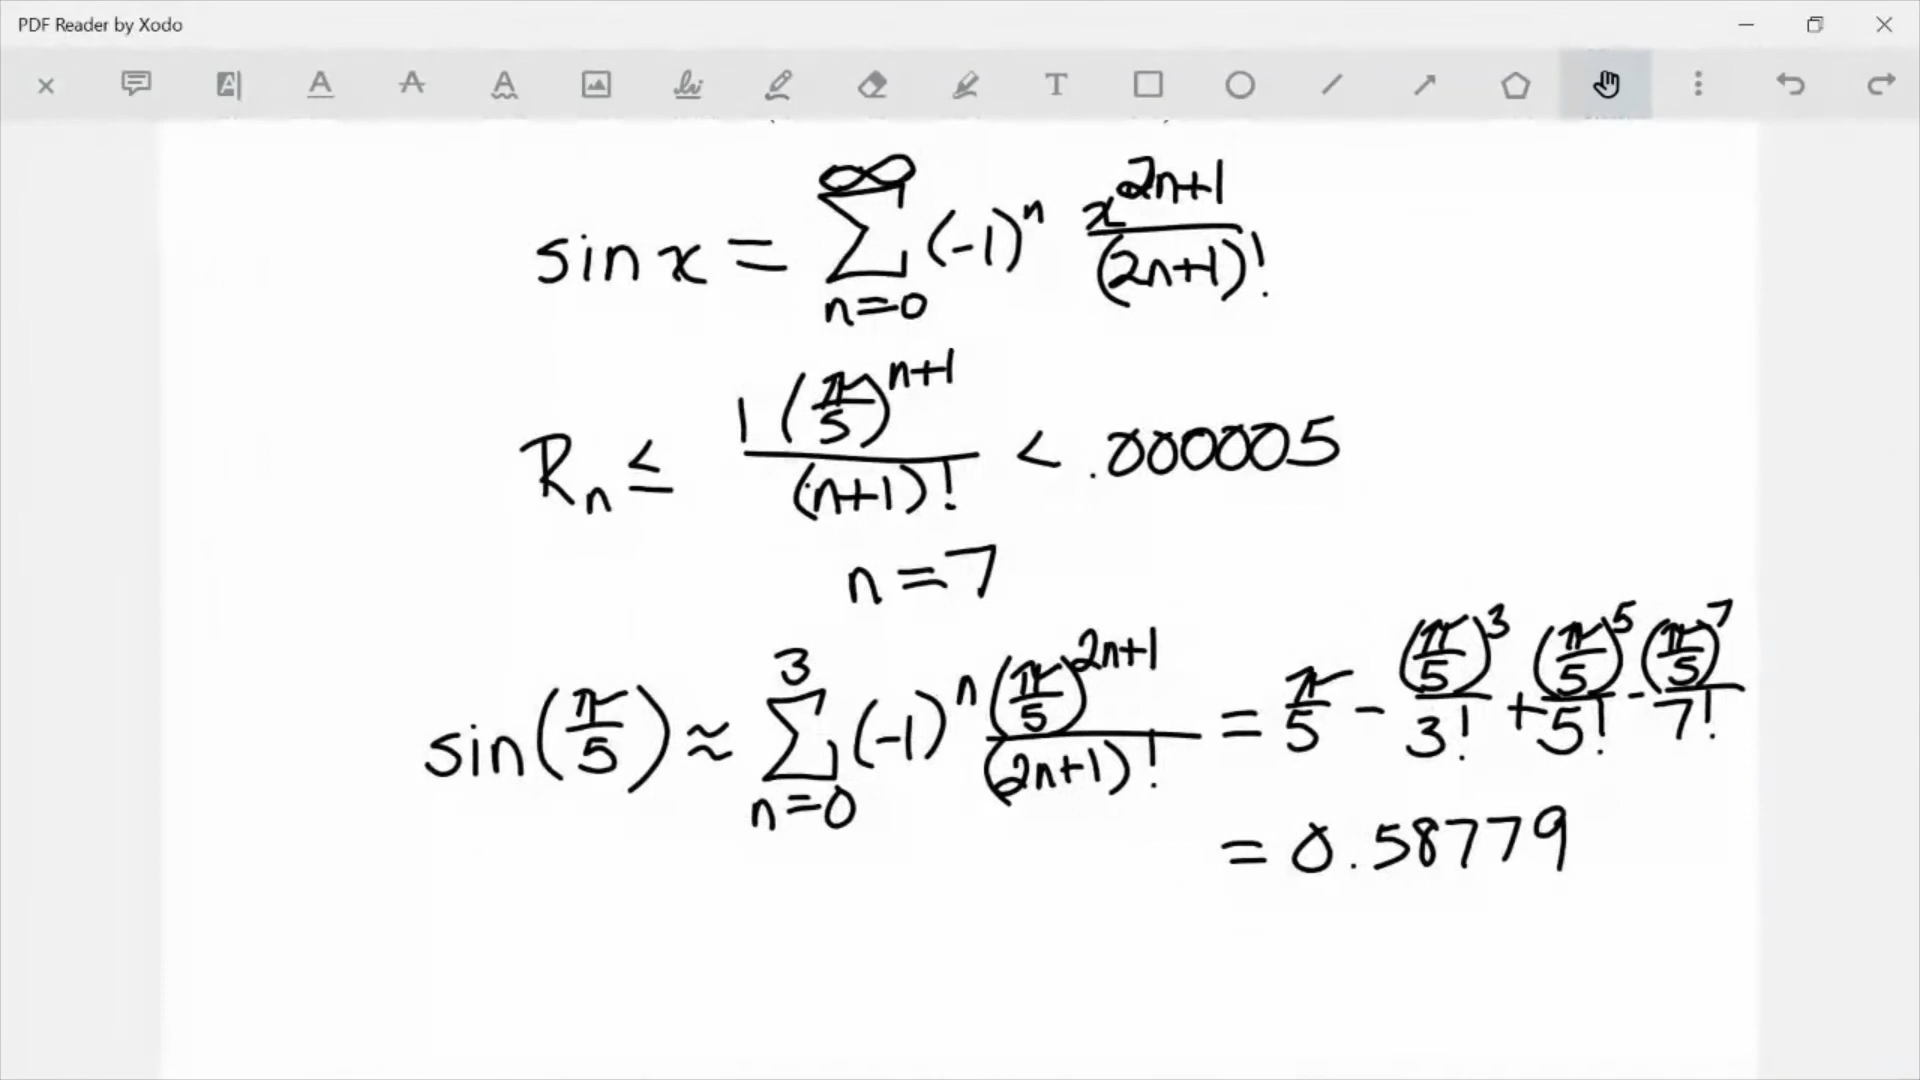 PDF Reader by Xodo
sin x = ∑_{n=0}^{∞} (-1)^n x^{2n+1}/(2n+1)!
R_n ≤ 1(π/5)^{n+1}/(n+1)! < .000005
n = 7
sin(π/5) ≈ ∑_{n=0}^{3} (-1)^n (π/5)^{2n+1}/(2n+1)! = π/5 - (π/5)^3/3! + (π/5)^5/5! - (π/5)^7/7!
= 0.58779